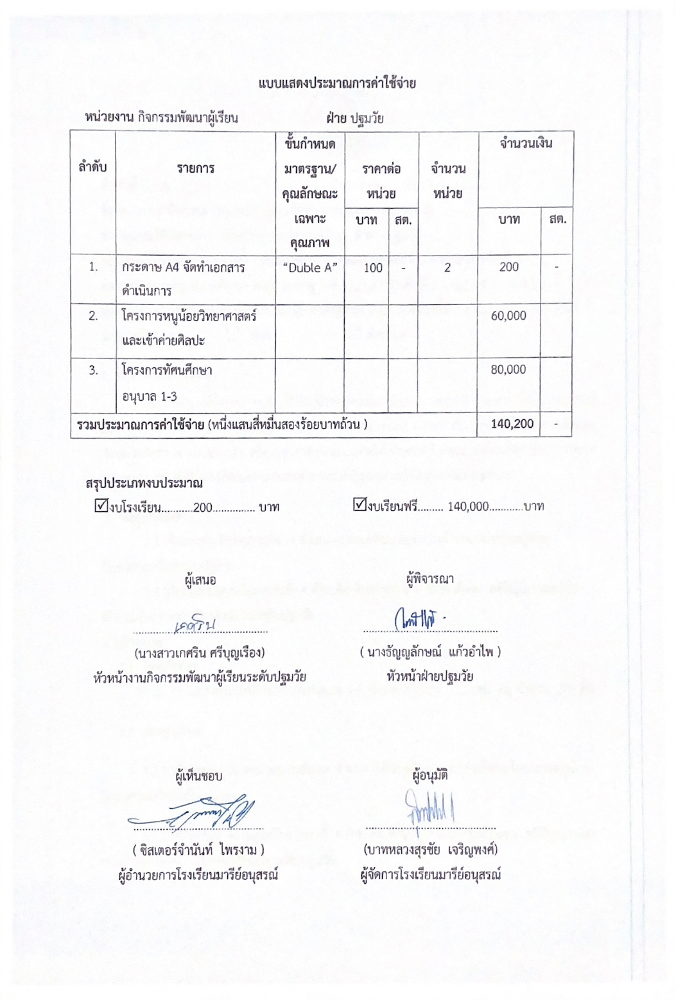 แบบแสดงประมาณการค่าใช้จ่าย
หน่วยงาน กิจกรรมพัฒนาผู้เรียน ฝ่าย ปฐมวัย
ลำดับ รายการ ขั้นกำหนด มาตรฐาน/ คุณลักษณะ เฉพาะ คุณภาพ ราคาต่อ หน่วย จำนวน หน่วย จำนวนเงิน
บาท สต. บาท สต.
1. กระดาษ A4 จัดทำเอกสาร “Duble A” 100 - 2 200 -
ดำเนินการ
2. โครงการหนูน้อยวิทยาศาสตร์ 60,000
และเข้าค่ายศิลปะ
3. โครงการทัศนศึกษา 80,000
อนุบาล 1-3
รวมประมาณการค่าใช้จ่าย (หนึ่งแสนสี่หมื่นสองร้อยบาทถ้วน ) 140,200 -
สรุปประเภทงบประมาณ
☑งบโรงเรียน...........200............... บาท ☑งบเรียนฟรี......... 140,000............บาท
ผู้เสนอ ผู้พิจารณา
เกศริน
(นางสาวเกศริน ศรีบุญเรือง) ( นางธัญญลักษณ์ แก้วอำไพ )
หัวหน้างานกิจกรรมพัฒนาผู้เรียนระดับปฐมวัย หัวหน้าฝ่ายปฐมวัย
ผู้เห็นชอบ ผู้อนุมัติ
( ซิสเตอร์จำนันท์ ไพรงาม ) (บาทหลวงสุรชัย เจริญพงศ์)
ผู้อำนวยการโรงเรียนมารีย์อนุสรณ์ ผู้จัดการโรงเรียนมารีย์อนุสรณ์